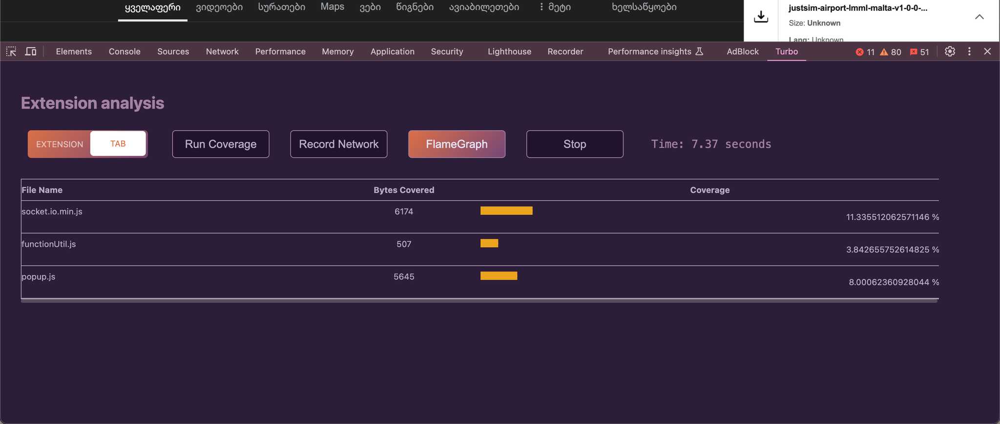 ყველაფერი ვიდეოები სურათები Maps ვები წიგნები ავიაბილეთები მეტი ხელსაწყოები
justsim-airport-lmml-malta-v1-0-0-...
Size: Unknown
Lang: Unknown
Elements Console Sources Network Performance Memory Application Security Lighthouse Recorder Performance insights AdBlock Turbo 11 80 51
Extension analysis
EXTENSION TAB Run Coverage Record Network FlameGraph Stop Time: 7.37 seconds
File Name Bytes Covered Coverage
socket.io.min.js 6174 11.335512062571146 %
functionUtil.js 507 3.842655752614825 %
popup.js 5645 8.00062360928044 %